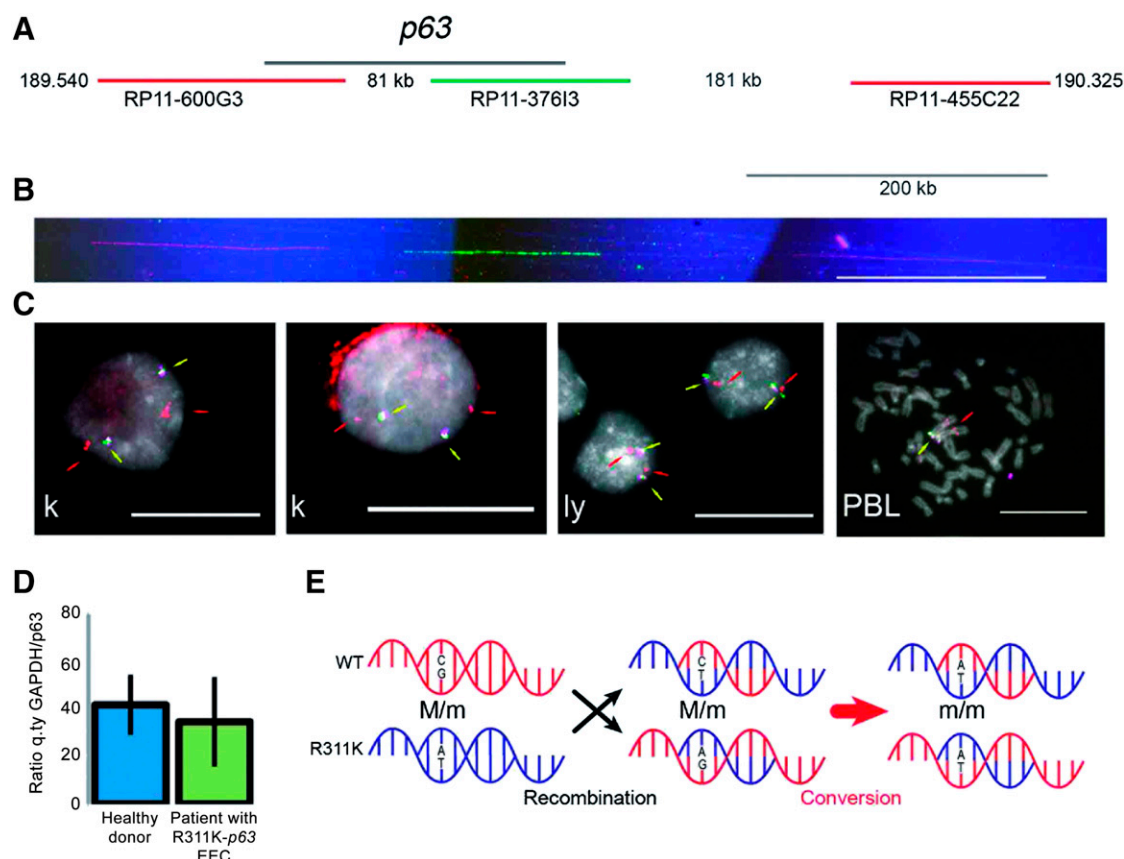 A
p63
189.540 81 kb 181 kb 190.325
RP11-600G3 RP11-376I3 RP11-455C22
B
200 kb
C
k k ly PBL
D
Ratio q.ty GAPDH/p63
80
60
40
20
0
Healthy
donor
Patient with
R311K-p63
EEC
E
WT
C
G
C
T
A
T
M/m M/m m/m
R311K
A
T
A
G
A
T
Recombination Conversion